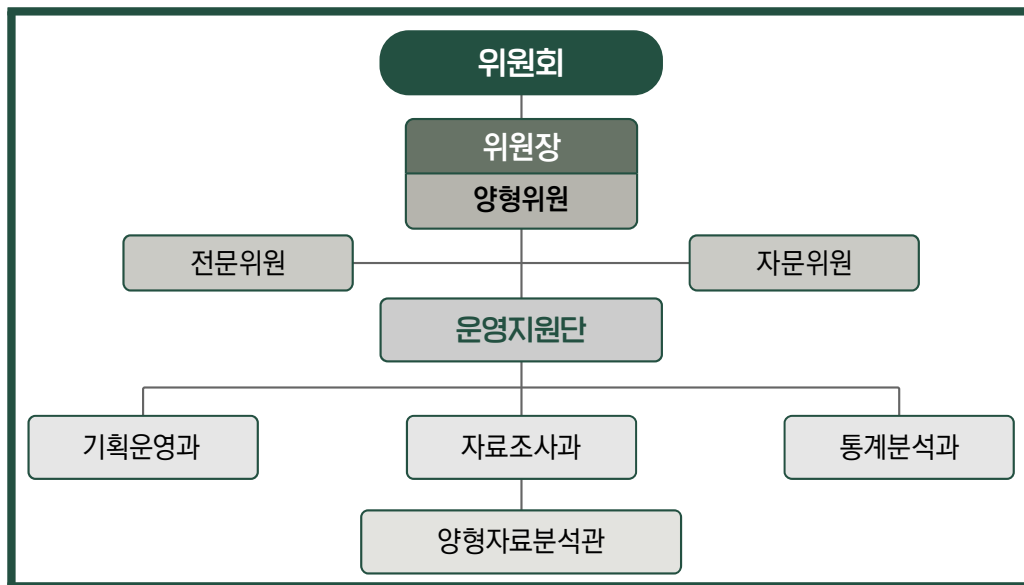 위원회
위원장
양형위원
전문위원
자문위원
운영지원단
기획운영과
자료조사과
통계분석과
양형자료분석관